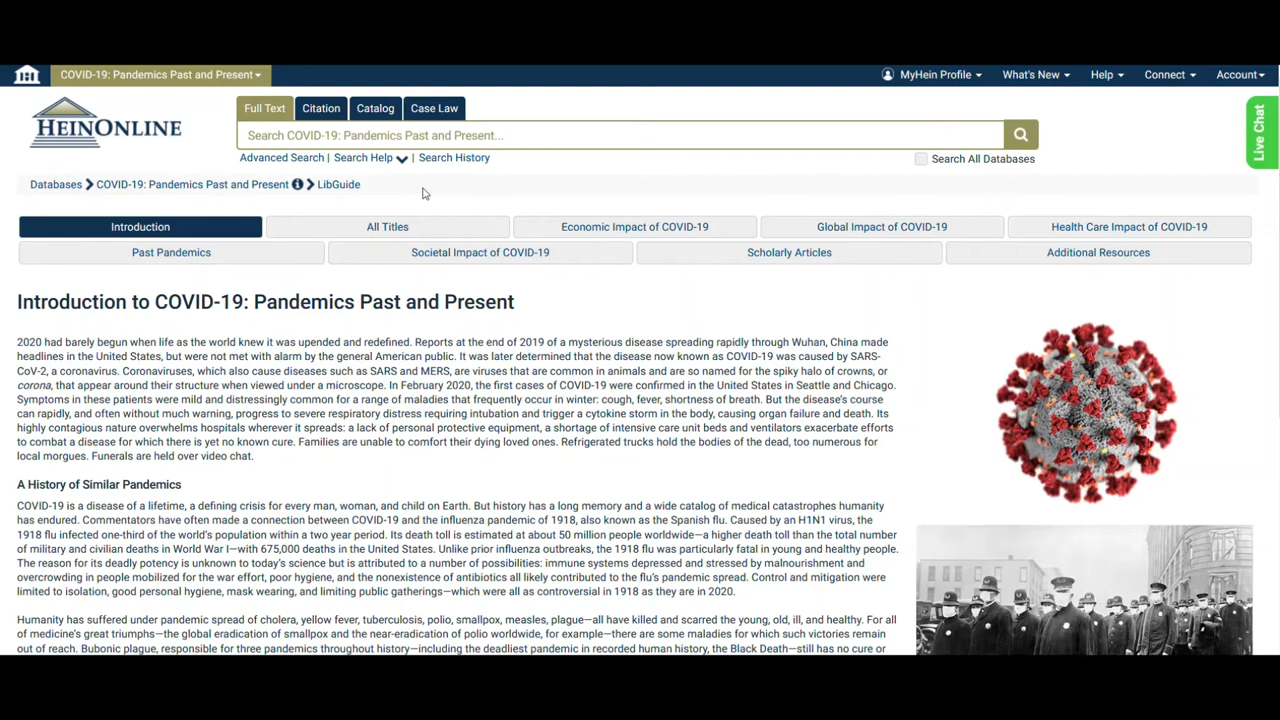 COVID-19: Pandemics Past and Present
MyHein Profile
What's New
Help
Connect
Account
HEINONLINE
Full Text
Citation
Catalog
Case Law
Search COVID-19: Pandemics Past and Present...
Advanced Search | Search Help | Search History
Search All Databases
Live Chat
Databases COVID-19: Pandemics Past and Present LibGuide
Introduction
All Titles
Economic Impact of COVID-19
Global Impact of COVID-19
Health Care Impact of COVID-19
Past Pandemics
Societal Impact of COVID-19
Scholarly Articles
Additional Resources
Introduction to COVID-19: Pandemics Past and Present
2020 had barely begun when life as the world knew it was upended and redefined. Reports at the end of 2019 of a mysterious disease spreading rapidly through Wuhan, China made
headlines in the United States, but were not met with alarm by the general American public. It was later determined that the disease now known as COVID-19 was caused by SARS-
CoV-2, a coronavirus. Coronaviruses, which also cause diseases such as SARS and MERS, are viruses that are common in animals and are so named for the spiky halo of crowns, or
corona, that appear around their structure when viewed under a microscope. In February 2020, the first cases of COVID-19 were confirmed in the United States in Seattle and Chicago.
Symptoms in these patients were mild and distressingly common for a range of maladies that frequently occur in winter: cough, fever, shortness of breath. But the disease's course
can rapidly, and often without much warning, progress to severe respiratory distress requiring intubation and trigger a cytokine storm in the body, causing organ failure and death. Its
highly contagious nature overwhelms hospitals wherever it spreads: a lack of personal protective equipment, a shortage of intensive care unit beds and ventilators exacerbate efforts
to combat a disease for which there is yet no known cure. Families are unable to comfort their dying loved ones. Refrigerated trucks hold the bodies of the dead, too numerous for
local morgues. Funerals are held over video chat.
A History of Similar Pandemics
COVID-19 is a disease of a lifetime, a defining crisis for every man, woman, and child on Earth. But history has a long memory and a wide catalog of medical catastrophes humanity
has endured. Commentators have often made a connection between COVID-19 and the influenza pandemic of 1918, also known as the Spanish flu. Caused by an H1N1 virus, the
1918 flu infected one-third of the world's population within a two year period. Its death toll is estimated at about 50 million people worldwide—a higher death toll than the total number
of military and civilian deaths in World War I—with 675,000 deaths in the United States. Unlike prior influenza outbreaks, the 1918 flu was particularly fatal in young and healthy people.
The reason for its deadly potency is unknown to today's science but is attributed to a number of possibilities: immune systems depressed and stressed by malnourishment and
overcrowding in people mobilized for the war effort, poor hygiene, and the nonexistence of antibiotics all likely contributed to the flu's pandemic spread. Control and mitigation were
limited to isolation, good personal hygiene, mask wearing, and limiting public gatherings—which were all as controversial in 1918 as they are in 2020.
Humanity has suffered under pandemic spread of cholera, yellow fever, tuberculosis, polio, smallpox, measles, plague—all have killed and scarred the young, old, ill, and healthy. For all
of medicine's great triumphs—the global eradication of smallpox and the near-eradication of polio worldwide, for example—there are some maladies for which such victories remain
out of reach. Bubonic plague, responsible for three pandemics throughout history—including the deadliest pandemic in recorded human history, the Black Death—still has no cure or